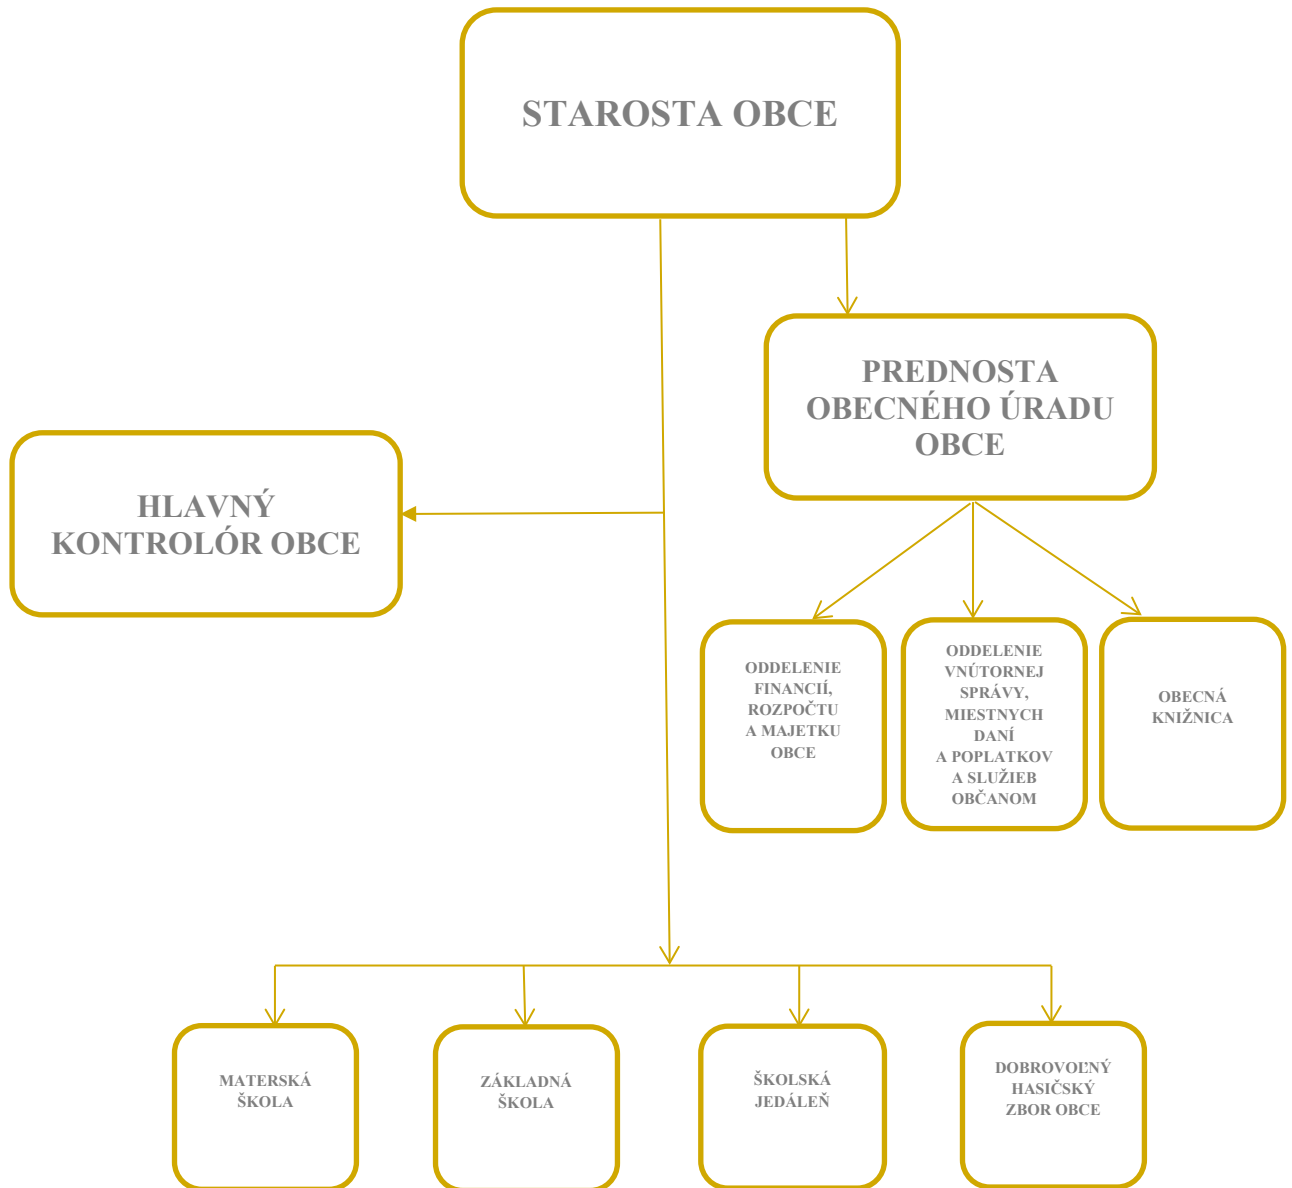 STAROSTA OBCE
PREDNOSTA
OBECNÉHO ÚRADU
OBCE
HLAVNÝ
KONTROLÓR OBCE
ODDELENIE
FINANCIÍ,
ROZPOČTU
A MAJETKU
OBCE
ODDELENIE
VNÚTORNEJ
SPRÁVY,
MIESTNYCH
DANÍ
A POPLATKOV
A SLUŽIEB
OBČANOM
OBECNÁ
KNIŽNICA
MATERSKÁ
ŠKOLA
ZÁKLADNÁ
ŠKOLA
ŠKOLSKÁ
JEDÁLEŇ
DOBROVOĽNÝ
HASIČSKÝ
ZBOR OBCE